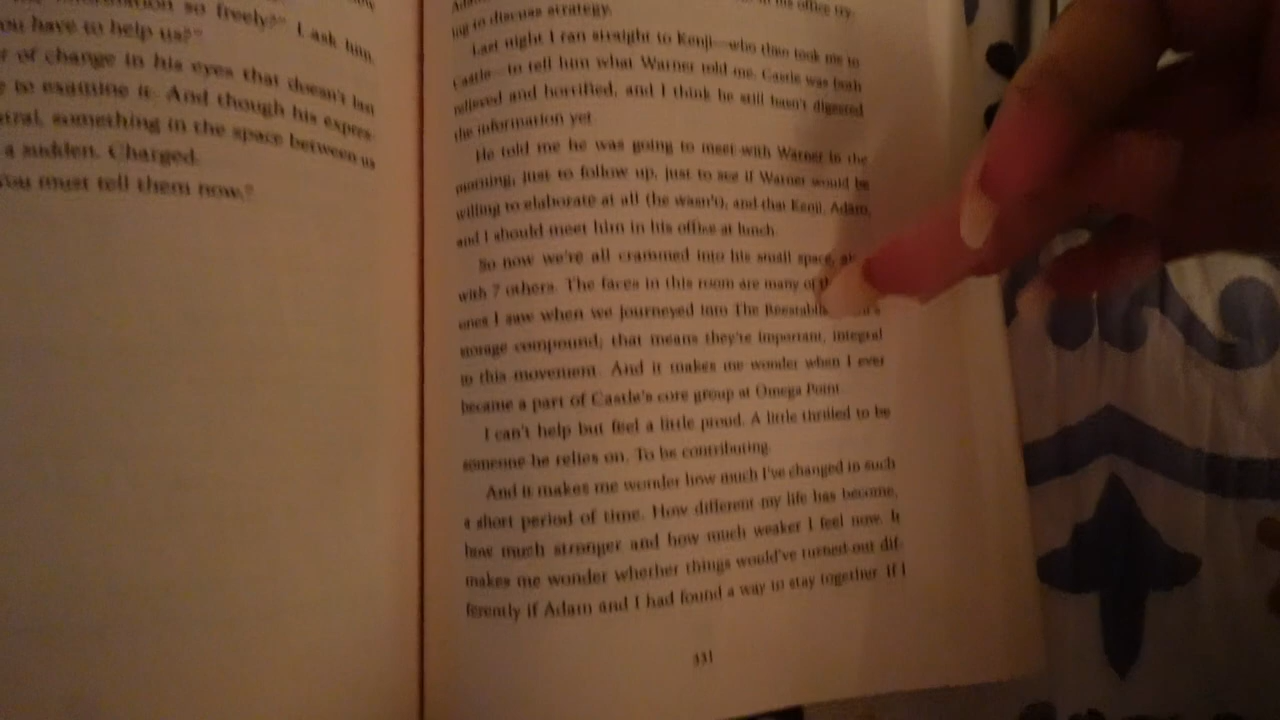 so freely?" I ask him.
you have to help us?"
of change in his eyes that doesn't last
to examine it. And though his expres-
something in the space between us
a sudden. Charged.
You must tell them now."
in his office try-
ing to discuss strategy.
Last night I ran straight to Kenji—who then took me to
Castle—to tell him what Warner told me. Castle was both
relieved and horrified, and I think he still hasn't digested
the information yet.
He told me he was going to meet with Warner in the
morning, just to follow up, just to see if Warner would be
willing to elaborate at all (he wasn't), and that Kenji, Adam,
and I should meet him in his office at lunch.
So now we're all crammed into his small space,
with 7 others. The faces in this room are many of
ones I saw when we journeyed into The
storage compound; that means they're important, integral
to this movement. And it makes me wonder when I ever
became a part of Castle's core group at Omega Point.
I can't help but feel a little proud. A little thrilled to be
someone he relies on. To be contributing.
And it makes me wonder how much I've changed in such
a short period of time. How different my life has become,
how much stronger and how much weaker I feel now. It
makes me wonder whether things would've turned out dif-
ferently if Adam and I had found a way to stay together. If I
331